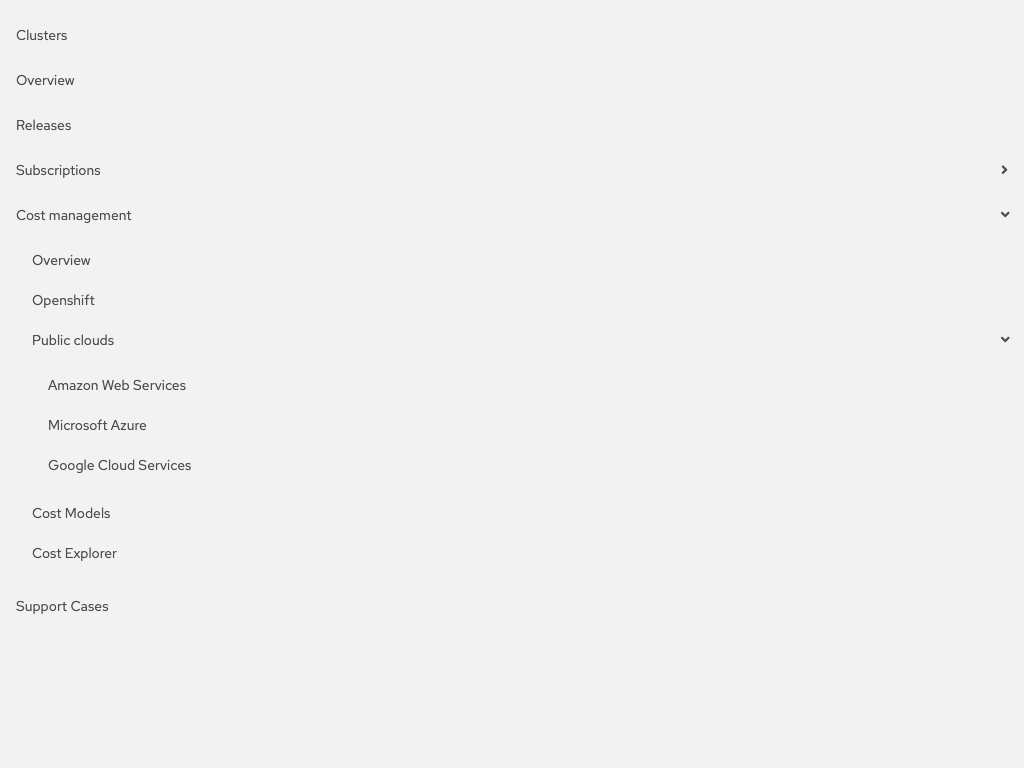 Clusters
Overview
Releases
Subscriptions
Cost management
Overview
Openshift
Public clouds
Amazon Web Services
Microsoft Azure
Google Cloud Services
Cost Models
Cost Explorer
Support Cases